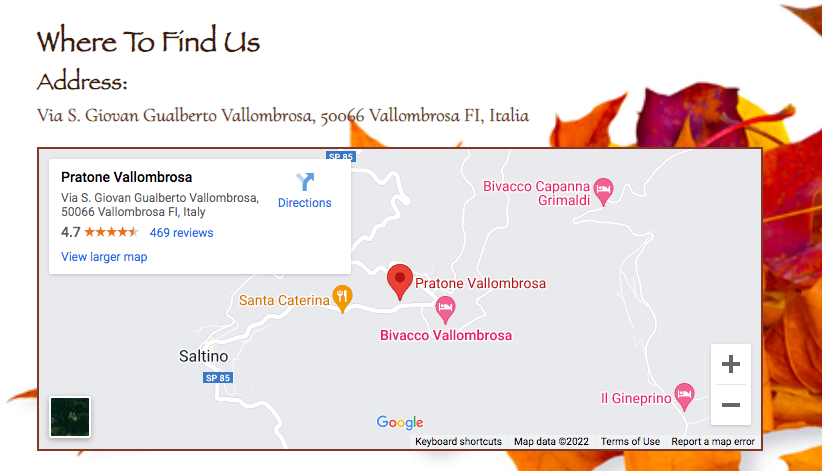 Where To Find Us
Address:
Via S. Giovan Gualberto Vallombrosa, 50066 Vallombrosa FI, Italia
SP 85
Pratone Vallombrosa
Via S. Giovan Gualberto Vallombrosa,
50066 Vallombrosa FI, Italy
Directions
4.7 469 reviews
View larger map
Bivacco Capanna
Grimaldi
Pratone Vallombrosa
Santa Caterina
Bivacco Vallombrosa
Saltino
SP 85
Il Gineprino
Google
Keyboard shortcuts Map data ©2022 Terms of Use Report a map error